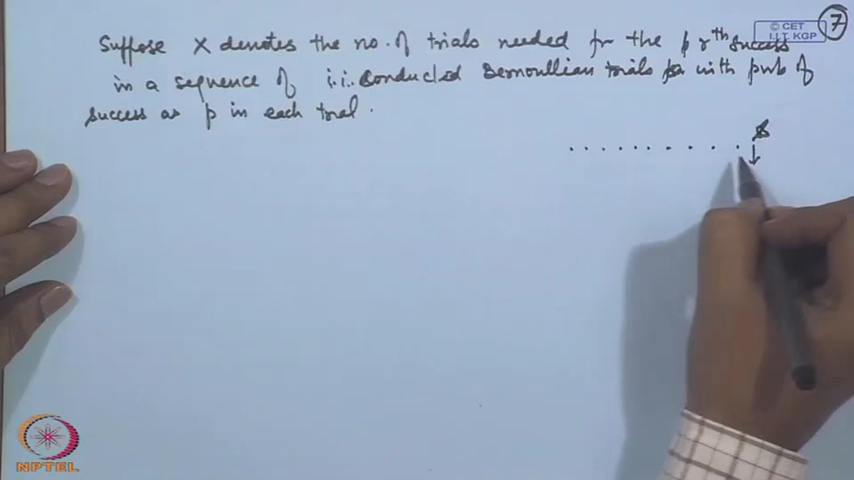 7
© CET
I.I.T. KGP
Suppose X denotes the no. of trials needed for the r th success
in a sequence of i.i. conducted Bernoullian trials with prob of
success as p in each trial.
NPTEL